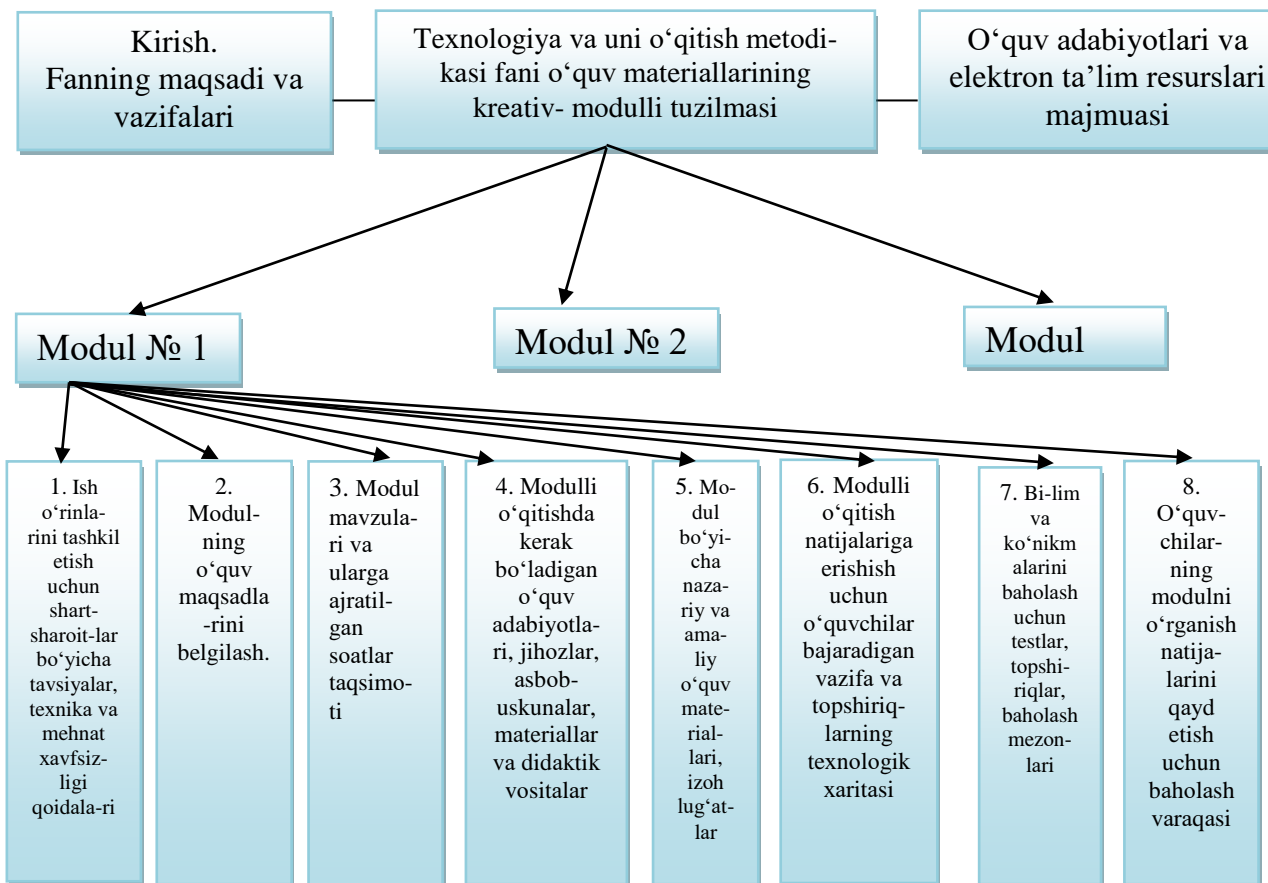 Kirish.
Fanning maqsadi va
vazifalari
Texnologiya va uni o‘qitish metodi-
kasi fani o‘quv materiallarining
kreativ- modulli tuzilmasi
O‘quv adabiyotlari va
elektron ta’lim resurslari
majmuasi
Modul № 1
Modul № 2
Modul
1. Ish
o‘rinla-
rini tashkil
etish
uchun
shart-
sharoit-lar
bo‘yicha
tavsiyalar,
texnika va
mehnat
xavfsiz-
ligi
qoidala-ri
2.
Modul-
ning
o‘quv
maqsadla
-rini
belgilash.
3. Modul
mavzula-
ri va
ularga
ajratil-
gan
soatlar
taqsimo-
ti
4. Modulli
o‘qitishda
kerak
bo‘ladigan
o‘quv
adabiyotla-
ri, jihozlar,
asbob-
uskunalar,
materiallar
va didaktik
vositalar
5. Mo-
dul
bo‘yi-
cha
naza-
riy va
ama-
liy
o‘quv
mate-
rial-
lari,
izoh
lug‘at-
lar
6. Modulli
o‘qitish
natijalariga
erishish
uchun
o‘quvchilar
bajaradigan
vazifa va
topshiriq-
larning
texnologik
xaritasi
7. Bi-lim
va
ko‘nikm
alarini
baholash
uchun
testlar,
topshi-
riqlar,
baholash
mezon-
lari
8.
O‘quv-
chilar-
ning
modulni
o‘rganish
natija-
larini
qayd
etish
uchun
baholash
varaqasi